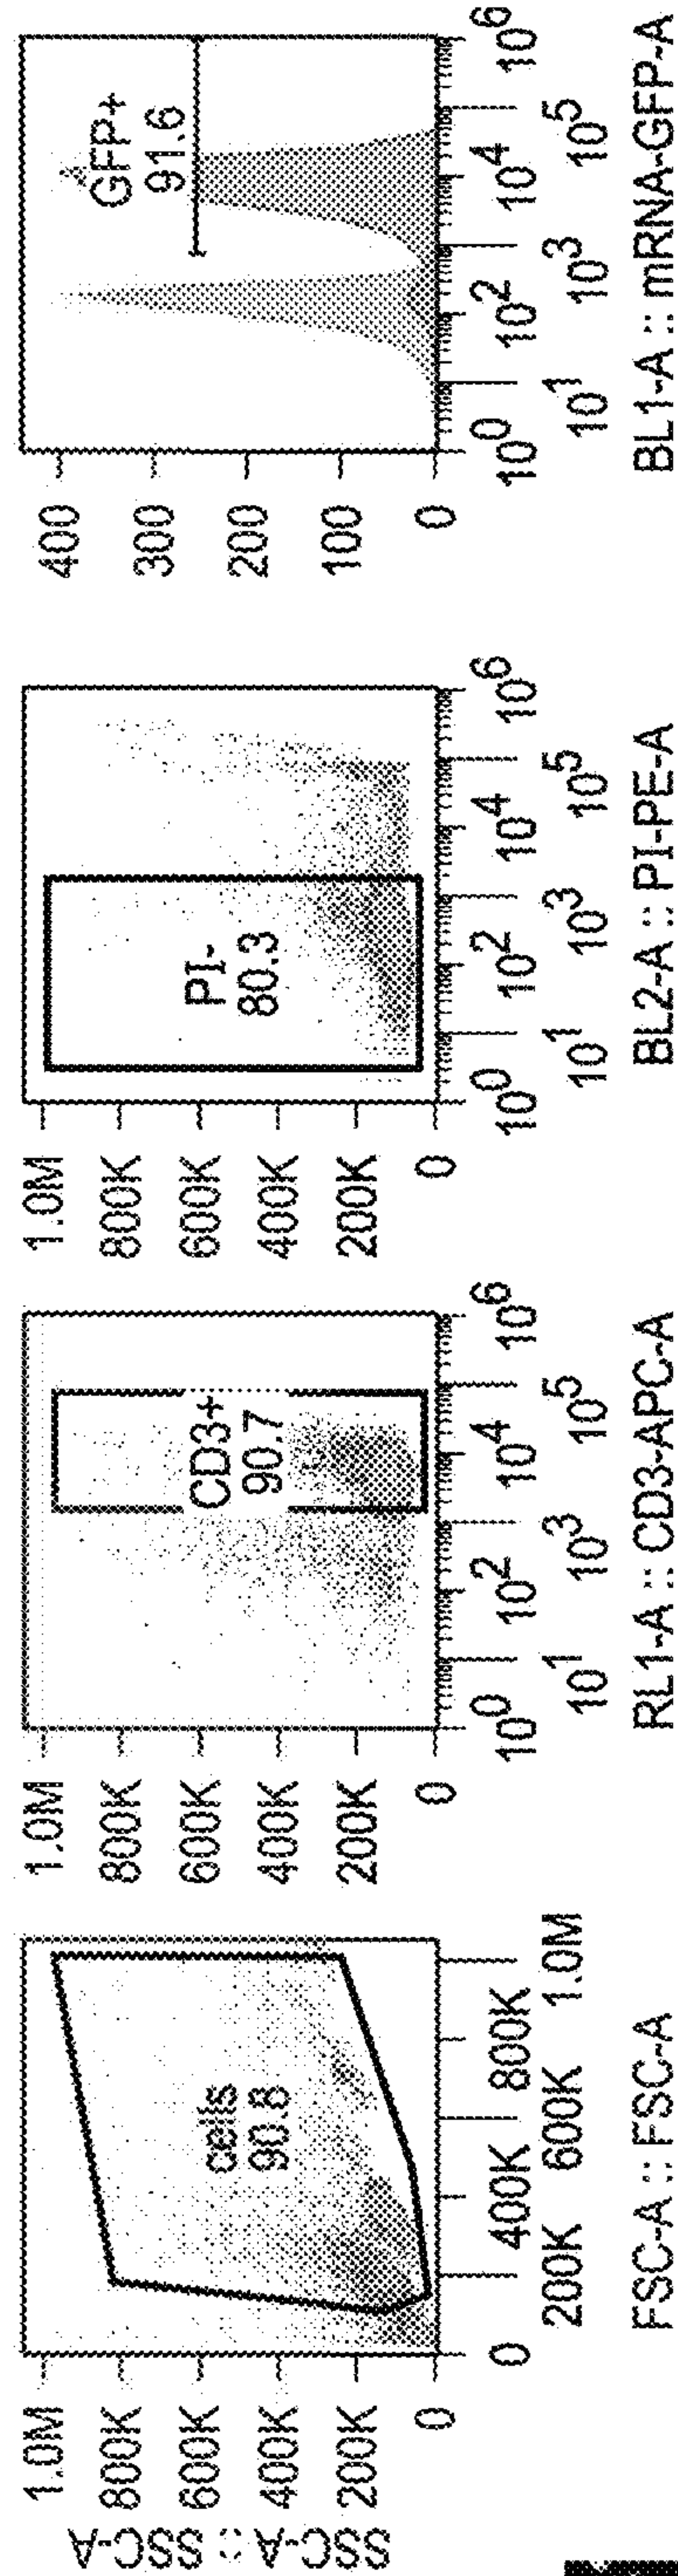 SSC-A :: SSC-A
1.0M
800K
600K
400K
200K
0
cells
90.8
0
200K
400K
600K
800K
1.0M
FSC-A :: FSC-A
1.0M
800K
600K
400K
200K
0
CD3+
90.7
10^0
10^1
10^2
10^3
10^4
10^5
10^6
RL1-A :: CD3-APC-A
1.0M
800K
600K
400K
200K
0
PI-
80.3
10^0
10^1
10^2
10^3
10^4
10^5
10^6
BL2-A :: PI-PE-A
400
300
200
100
0
GFP+
91.6
10^0
10^1
10^2
10^3
10^4
10^5
10^6
BL1-A :: mRNA-GFP-A